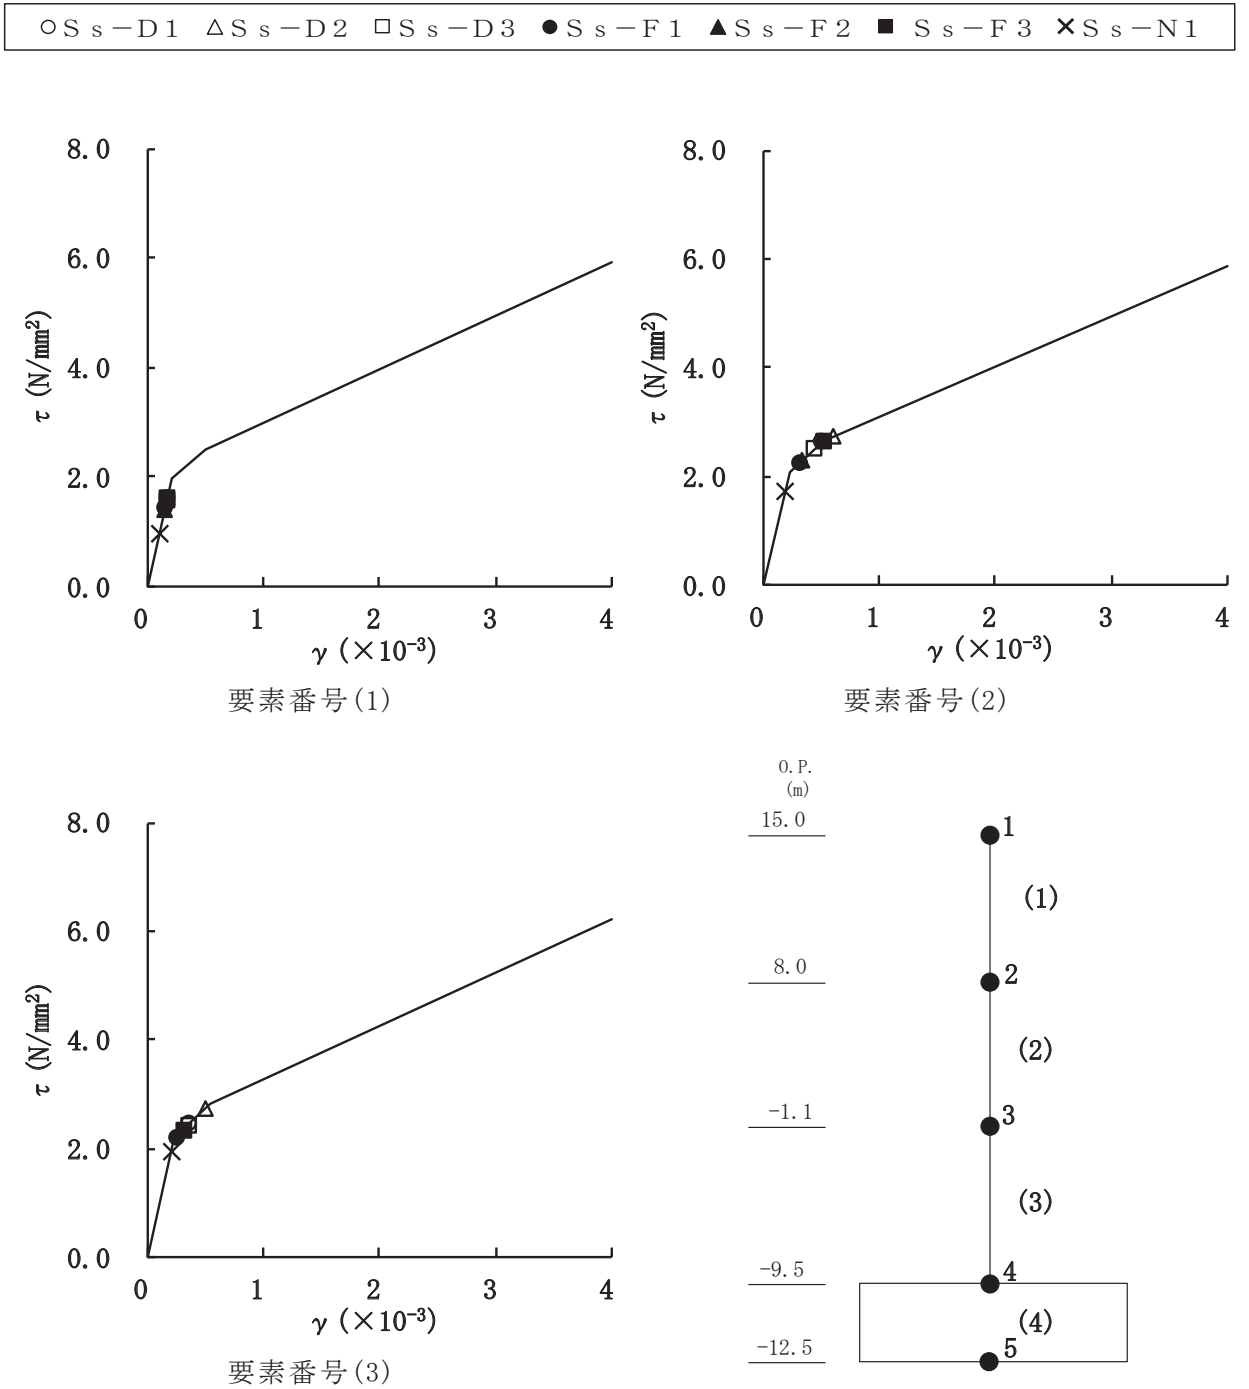 ○Ss－D1 △Ss－D2 □Ss－D3 ●Ss－F1 ▲Ss－F2 ■ Ss－F3 ×Ss－N1
8.0
6.0
4.0
2.0
0.0
τ (N/mm²)
0 1 2 3 4
γ (×10⁻³)
要素番号(1)
8.0
6.0
4.0
2.0
0.0
τ (N/mm²)
0 1 2 3 4
γ (×10⁻³)
要素番号(2)
8.0
6.0
4.0
2.0
0.0
τ (N/mm²)
0 1 2 3 4
γ (×10⁻³)
要素番号(3)
O.P.
(m)
15.0 1
(1)
8.0 2
(2)
-1.1 3
(3)
-9.5 4
(4)
-12.5 5